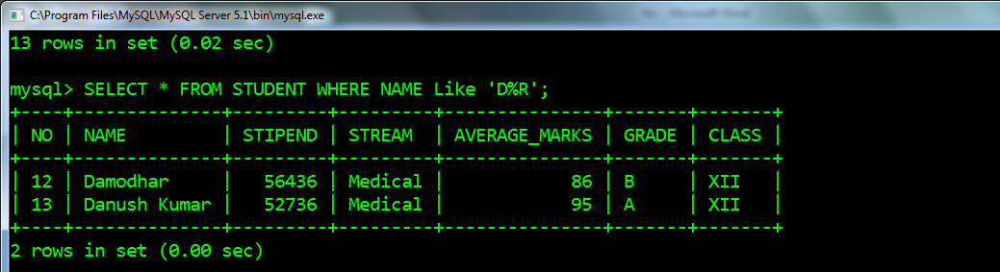 C:\Program Files\MySQL\MySQL Server 5.1\bin\mysql.exe
13 rows in set (0.02 sec)
mysql> SELECT * FROM STUDENT WHERE NAME Like 'D%R';
+----+--------------+---------+---------+---------------+-------+-------+
| NO | NAME         | STIPEND | STREAM  | AVERAGE_MARKS | GRADE | CLASS |
+----+--------------+---------+---------+---------------+-------+-------+
| 12 | Damodhar     |   56436 | Medical |            86 | B     | XII   |
| 13 | Danush Kumar |   52736 | Medical |            95 | A     | XII   |
+----+--------------+---------+---------+---------------+-------+-------+
2 rows in set (0.00 sec)